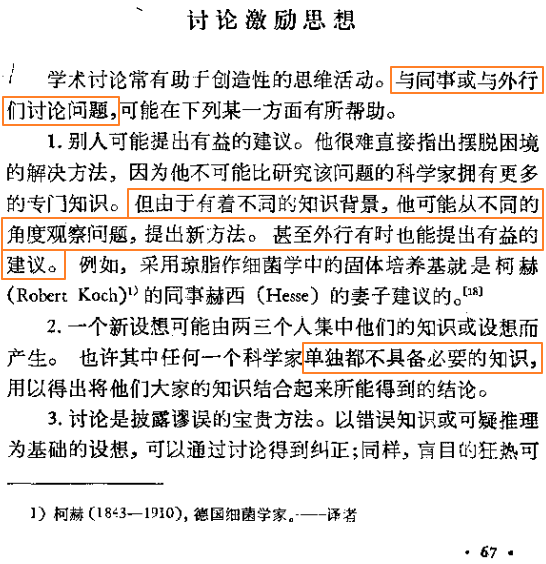 讨论激励思想
学术讨论常有助于创造性的思维活动。与同事或与外行
们讨论问题,可能在下列某一方面有所帮助。
1. 别人可能提出有益的建议。他很难直接指出摆脱困境
的解决方法，因为他不可能比研究该问题的科学家拥有更多
的专门知识。但由于有着不同的知识背景，他可能从不同的
角度观察问题，提出新方法。甚至外行有时也能提出有益的
建议。例如，采用琼脂作细菌学中的固体培养基就是柯赫
(Robert Koch)¹⁾的同事赫西（Hesse）的妻子建议的。[18]
2. 一个新设想可能由两三个人集中他们的知识或设想而
产生。也许其中任何一个科学家单独都不具备必要的知识，
用以得出将他们大家的知识结合起来所能得到的结论。
3. 讨论是披露谬误的宝贵方法。以错误知识或可疑推理
为基础的设想，可以通过讨论得到纠正;同样，盲目的狂热可
1) 柯赫(1843—1910)，德国细菌学家。——译者
· 67 ·